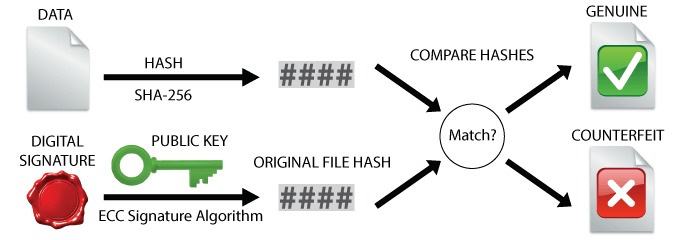 DATA
HASH
SHA-256
####
COMPARE HASHES
GENUINE
DIGITAL
SIGNATURE
PUBLIC KEY
ECC Signature Algorithm
ORIGINAL FILE HASH
####
Match?
COUNTERFEIT